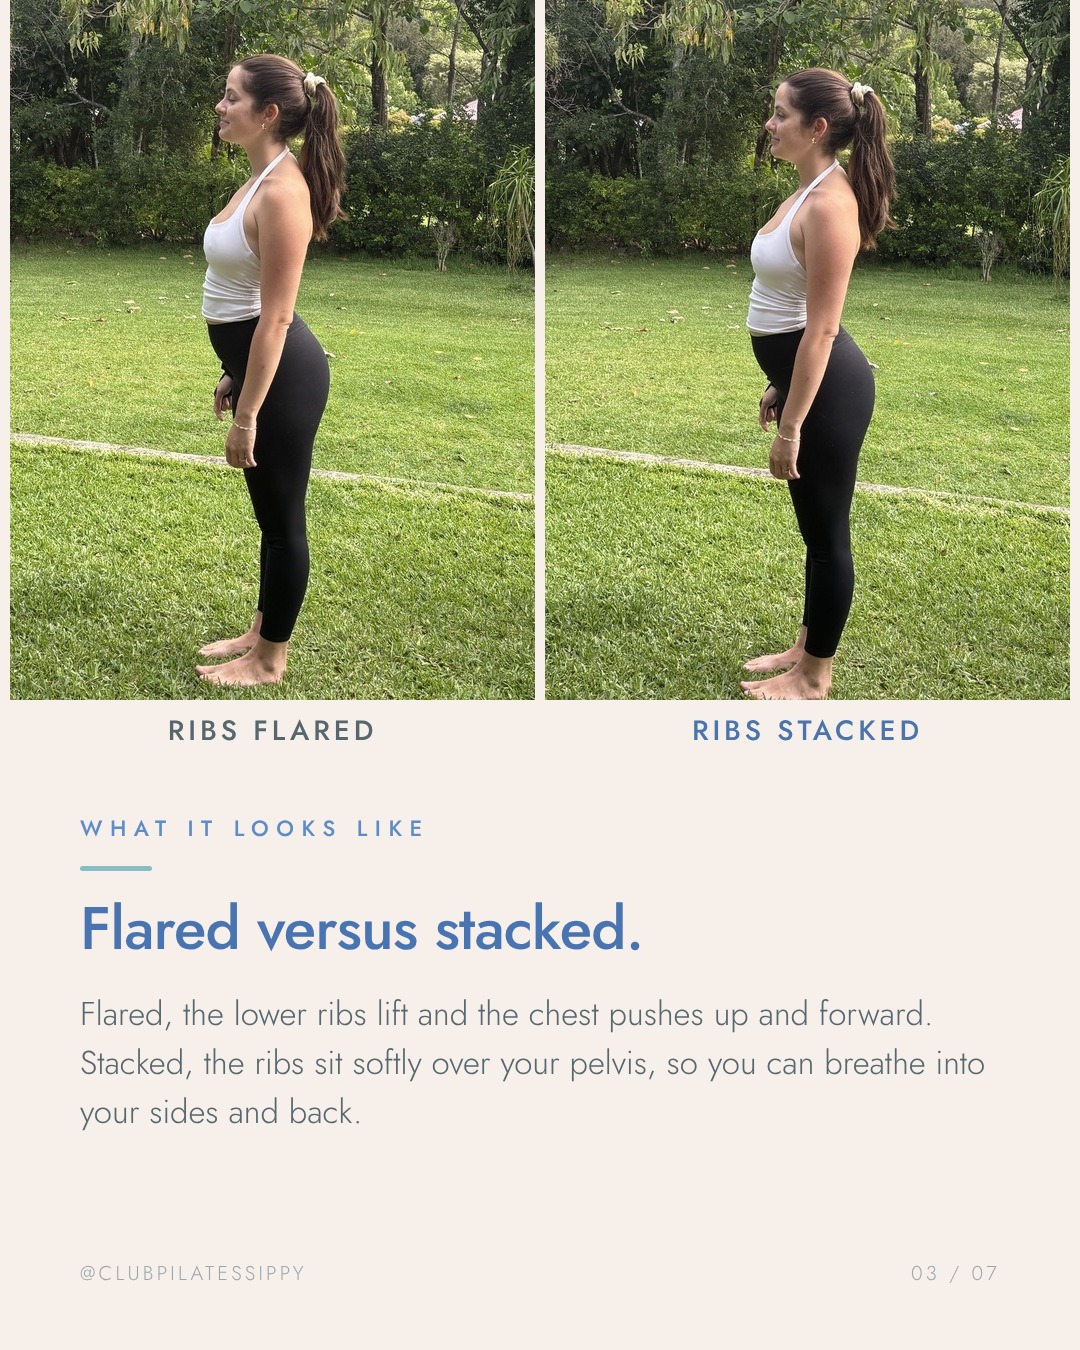 RIBS FLARED
RIBS STACKED
WHAT IT LOOKS LIKE
Flared versus stacked.
Flared, the lower ribs lift and the chest pushes up and forward.
Stacked, the ribs sit softly over your pelvis, so you can breathe into
your sides and back.
@CLUBPILATESSIPPY
03 / 07